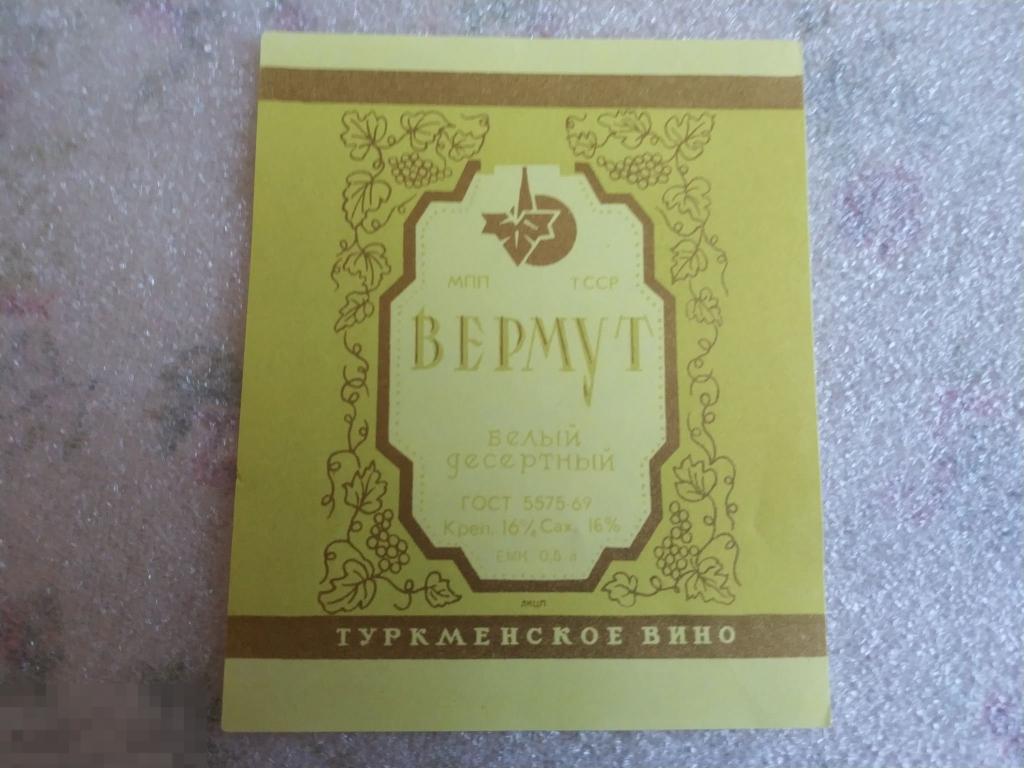 МПП ТССР
ВЕРМУТ
белый
десертный
ГОСТ 5575-69
Креп. 16% Сах. 16%
ЕМК. 0,5 л
ЛКЦП
ТУРКМЕНСКОЕ ВИНО